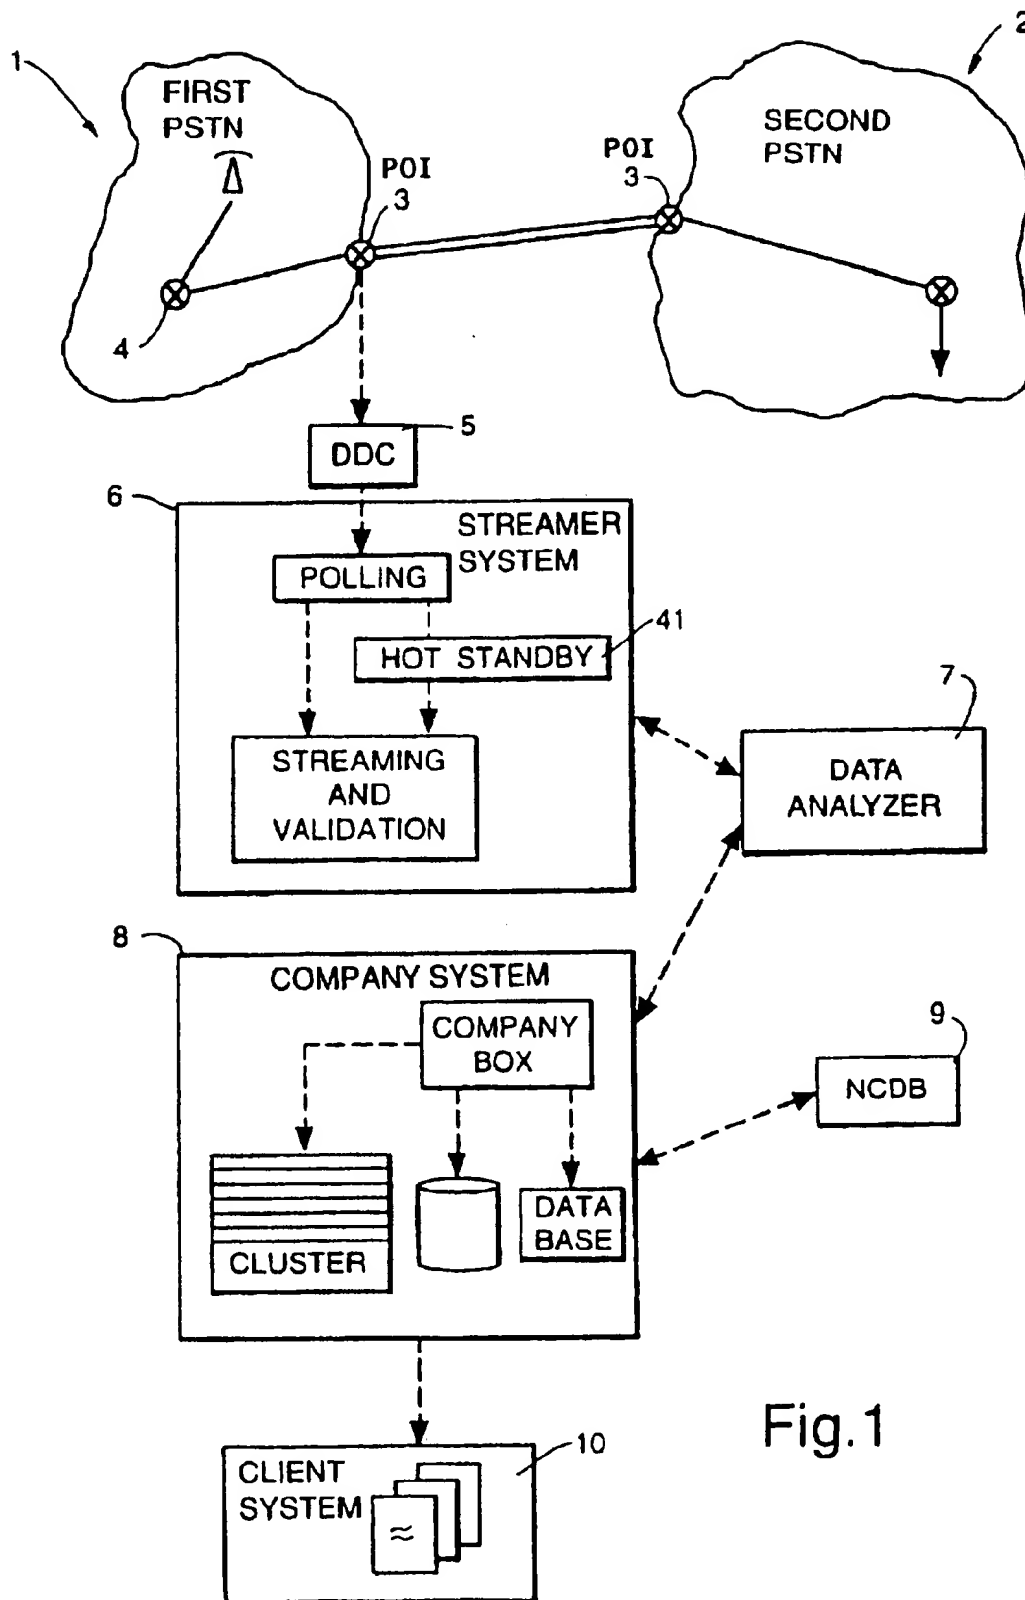 1
2
FIRST
PSTN
SECOND
PSTN
POI
3
POI
3
4
5
DDC
6
STREAMER
SYSTEM
POLLING
41
HOT STANDBY
STREAMING
AND
VALIDATION
7
DATA
ANALYZER
8
COMPANY SYSTEM
COMPANY
BOX
9
NCDB
CLUSTER
DATA
BASE
Fig.1
10
CLIENT
SYSTEM
≈